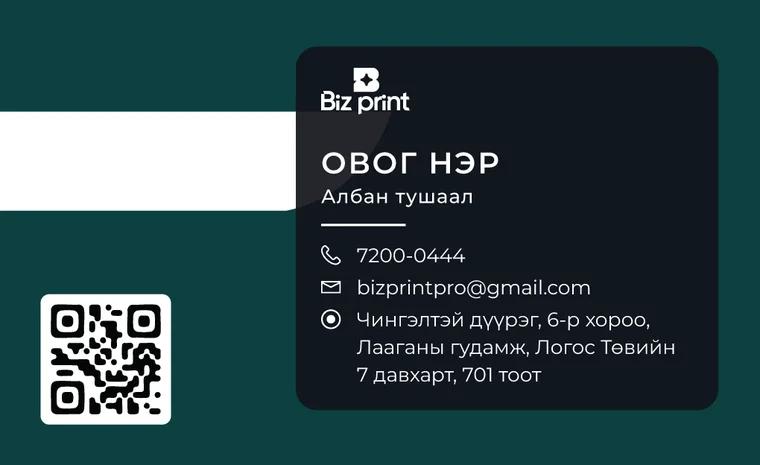 Biz print
ОВОГ НЭР
Албан тушаал
7200-0444
bizprintpro@gmail.com
Чингэлтэй дүүрэг, 6-р хороо,
Лааганы гудамж, Логос Төвийн
7 давхарт, 701 тоот